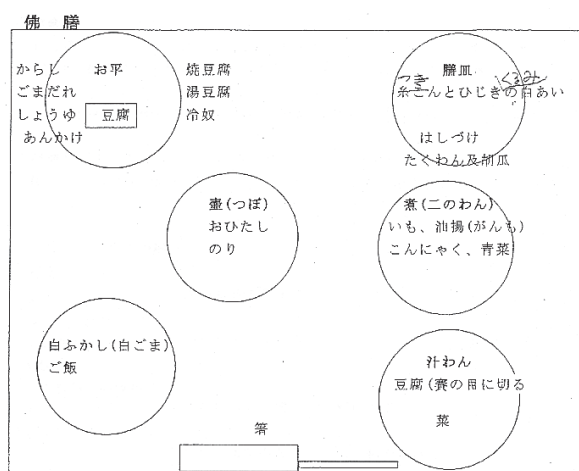 佛 膳
お平
からし
ごまだれ
しょうゆ
あんかけ
豆腐
焼豆腐
湯豆腐
冷奴
膳皿
つき
くるみ
糸こんとひじきの白あい
はしづけ
たくわん及胡瓜
壷(つぼ)
おひたし
のり
煮(二のわん)
いも、油揚(がんも)
こんにゃく、青菜
白ふかし(白ごま)
ご飯
汁わん
豆腐(賽の目に切る
菜
箸